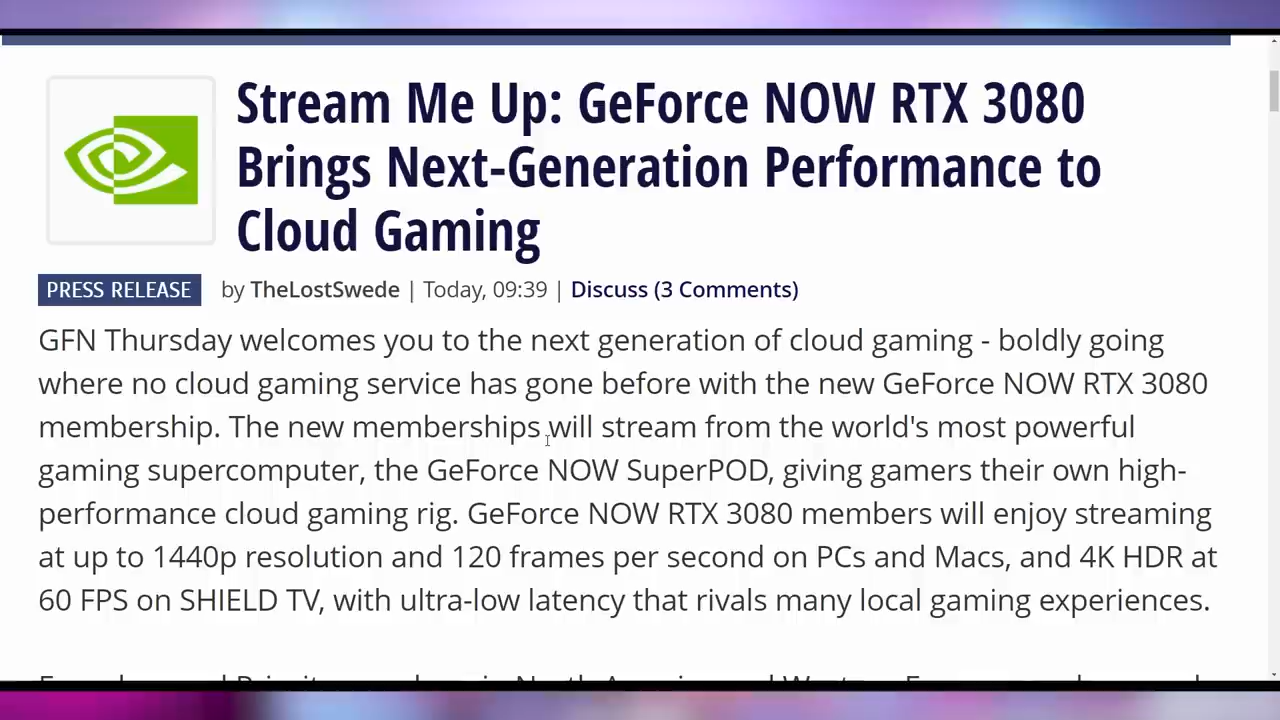 Stream Me Up: GeForce NOW RTX 3080
Brings Next-Generation Performance to
Cloud Gaming
PRESS RELEASE by TheLostSwede | Today, 09:39 | Discuss (3 Comments)
GFN Thursday welcomes you to the next generation of cloud gaming - boldly going
where no cloud gaming service has gone before with the new GeForce NOW RTX 3080
membership. The new memberships will stream from the world's most powerful
gaming supercomputer, the GeForce NOW SuperPOD, giving gamers their own high-
performance cloud gaming rig. GeForce NOW RTX 3080 members will enjoy streaming
at up to 1440p resolution and 120 frames per second on PCs and Macs, and 4K HDR at
60 FPS on SHIELD TV, with ultra-low latency that rivals many local gaming experiences.